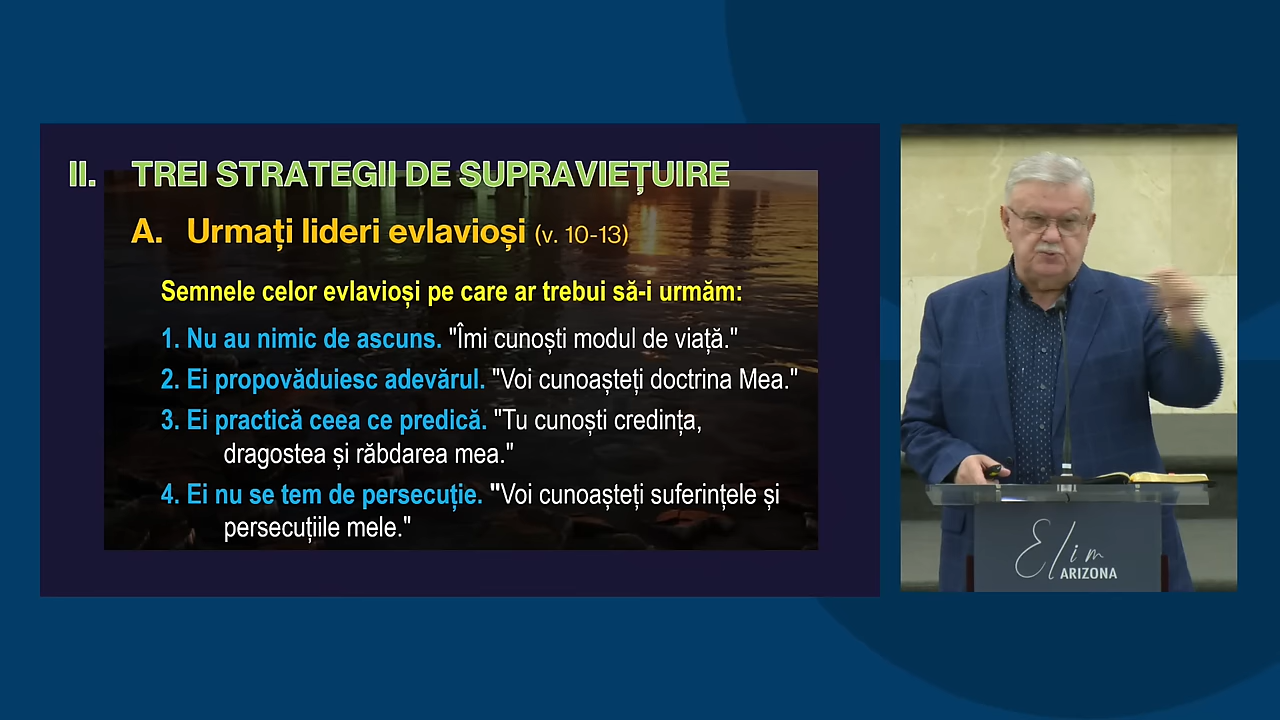 II. TREI STRATEGII DE SUPRAVIEȚUIRE
A. Urmați lideri evlavioși (v. 10-13)
Semnele celor evlavioși pe care ar trebui să-i urmăm:
1. Nu au nimic de ascuns. "Îmi cunoști modul de viață."
2. Ei propovăduiesc adevărul. "Voi cunoașteți doctrina Mea."
3. Ei practică ceea ce predică. "Tu cunoști credința,
dragostea și răbdarea mea."
4. Ei nu se tem de persecuție. "Voi cunoașteți suferințele și
persecuțiile mele."
Elim
ARIZONA